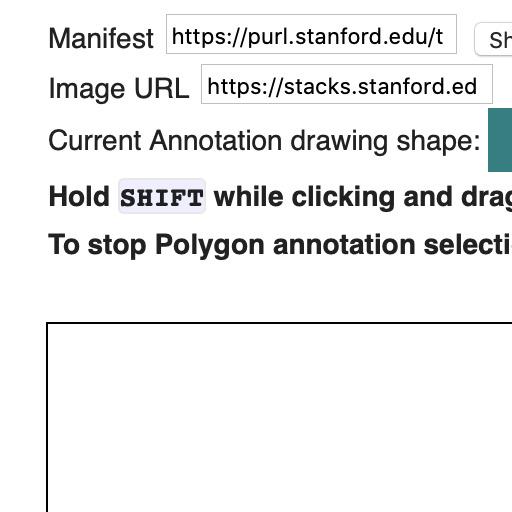 Manifest https://purl.stanford.edu/t Sh
Image URL https://stacks.stanford.ed
Current Annotation drawing shape:
Hold SHIFT while clicking and drag
To stop Polygon annotation selecti